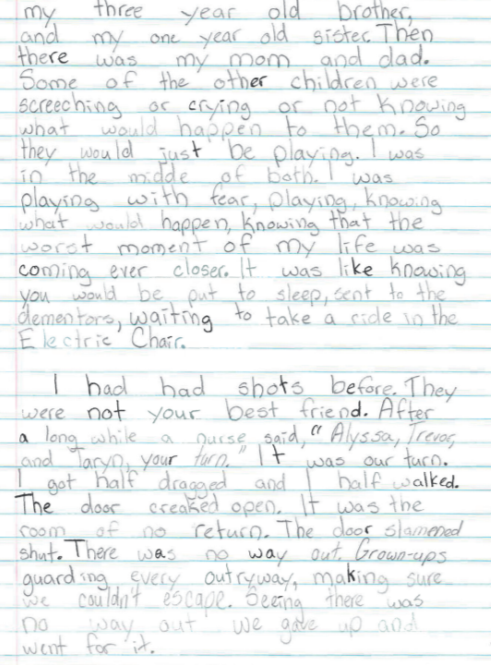 my three year old brother,
and my one year old sister. Then
there was my mom and dad.
Some of the other children were
screeching or crying or not knowing
what would happen to them. So
they would just be playing. I was
in the middle of both. I was
playing with fear, playing, knowing
what would happen, knowing that the
worst moment of my life was
coming ever closer. It was like knowing
you would be put to sleep, sent to the
dementors, waiting to take a ride in the
Electric Chair.
I had had shots before. They
were not your best friend. After
a long while a nurse said, "Alyssa, Trevor,
and Taryn, your turn." It was our turn.
I got half dragged and I half walked.
The door creaked open. It was the
room of no return. The door slammed
shut. There was no way out. Grown-ups
guarding every outryway, making sure
we couldn't escape. Seeing there was
no way out we gave up and
went for it.